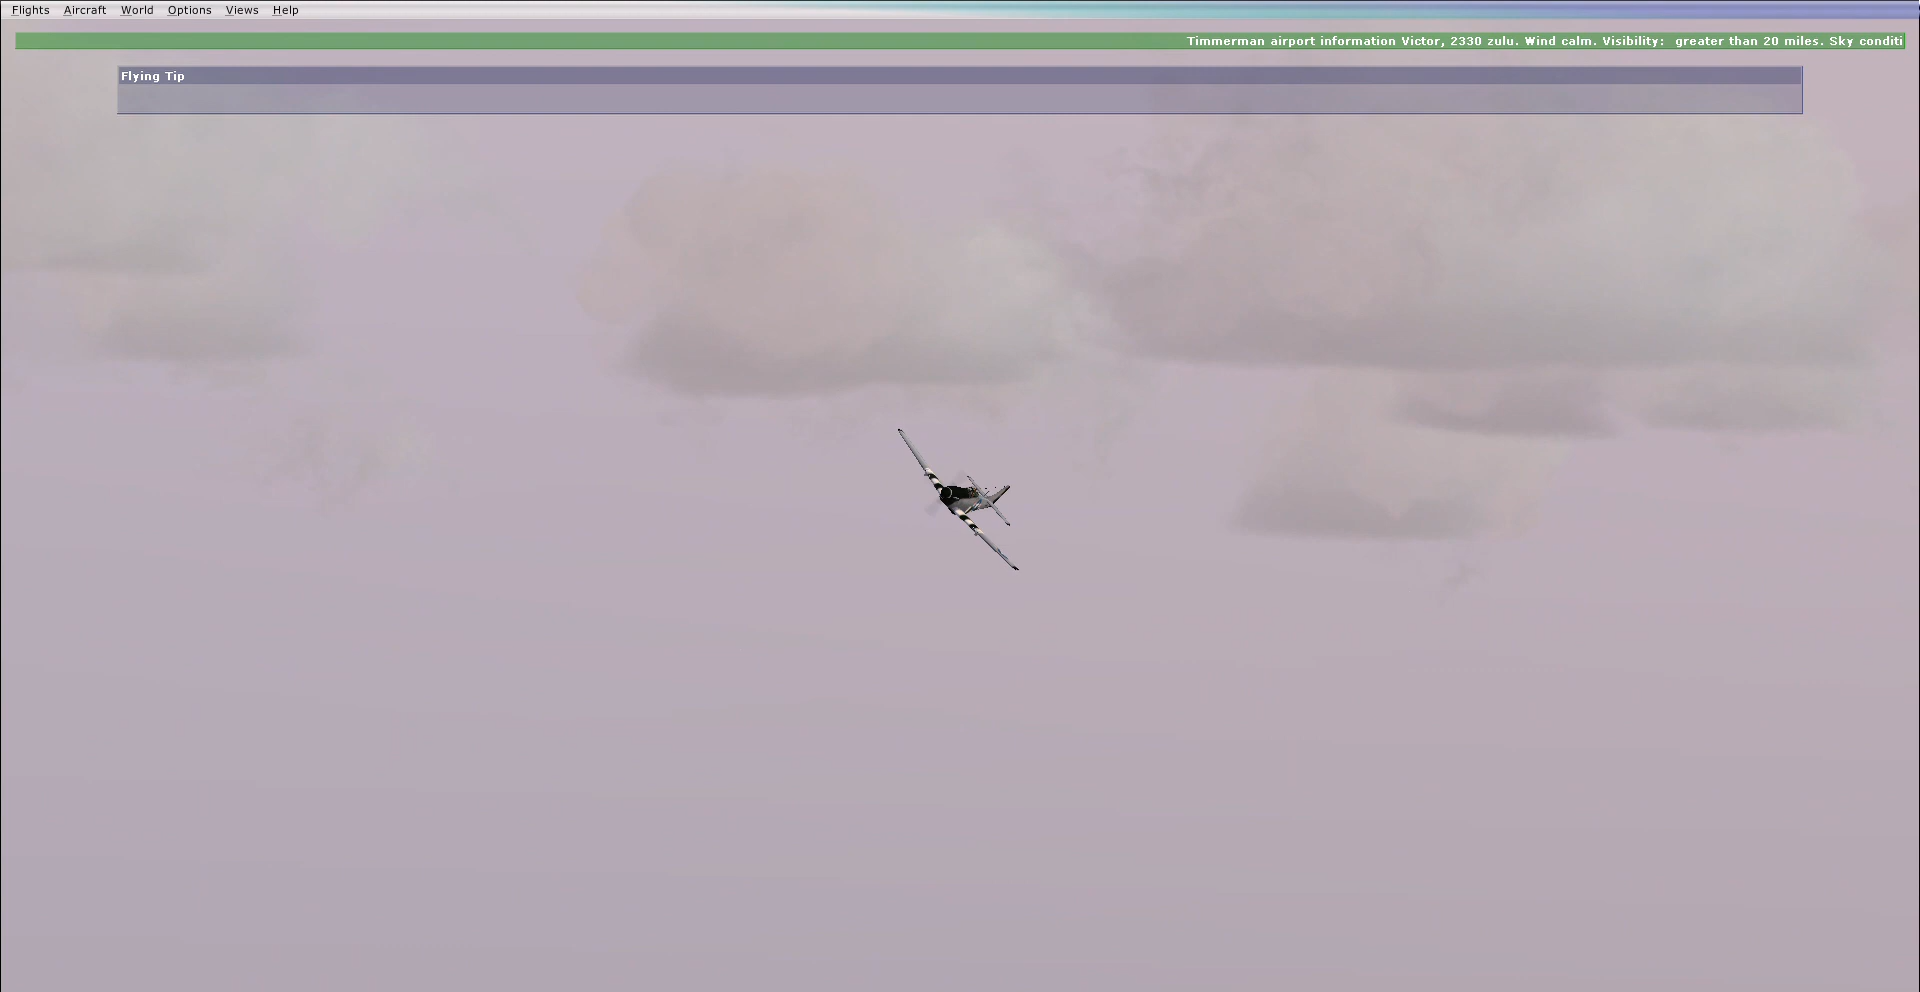 Flights Aircraft World Options Views Help
Timmerman airport information Victor, 2330 zulu. Wind calm. Visibility:  greater than 20 miles. Sky conditi
Flying Tip